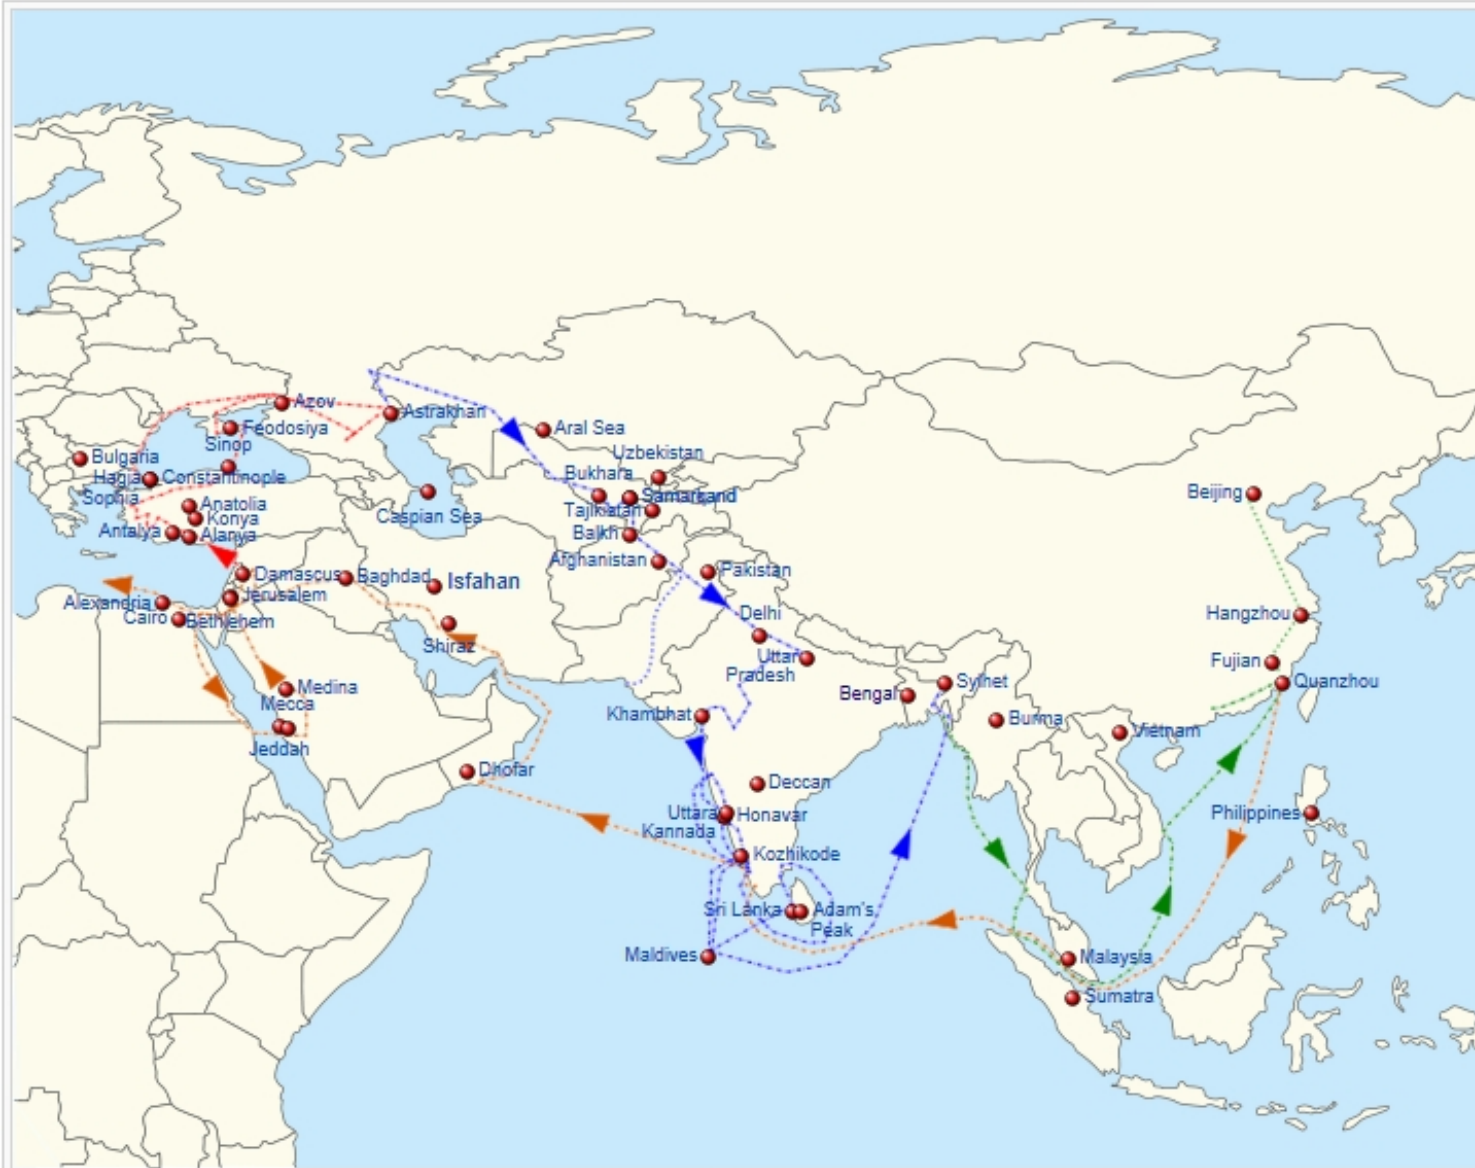 Azov
Astrakhan
Feodosiya
Sinop
Aral Sea
Bulgaria
Uzbekistan
Hagia
Sophia
Constantinople
Bukhara
Samarkand
Beijing
Caspian Sea
Anatolia
Tajikistan
Konya
Antalya
Alanya
Balkh
Afghanistan
Pakistan
Damascus
Baghdad
Isfahan
Alexandria
Jerusalem
Cairo
Bethlehem
Delhi
Hangzhou
Shiraz
Uttar
Pradesh
Fujian
Medina
Mecca
Bengal
Sylhet
Quanzhou
Khambhat
Burma
Vietnam
Jeddah
Dhofar
Deccan
Uttara
Kannada
Honavar
Philippines
Kozhikode
Sri Lanka
Adam's
Peak
Maldives
Malaysia
Sumatra